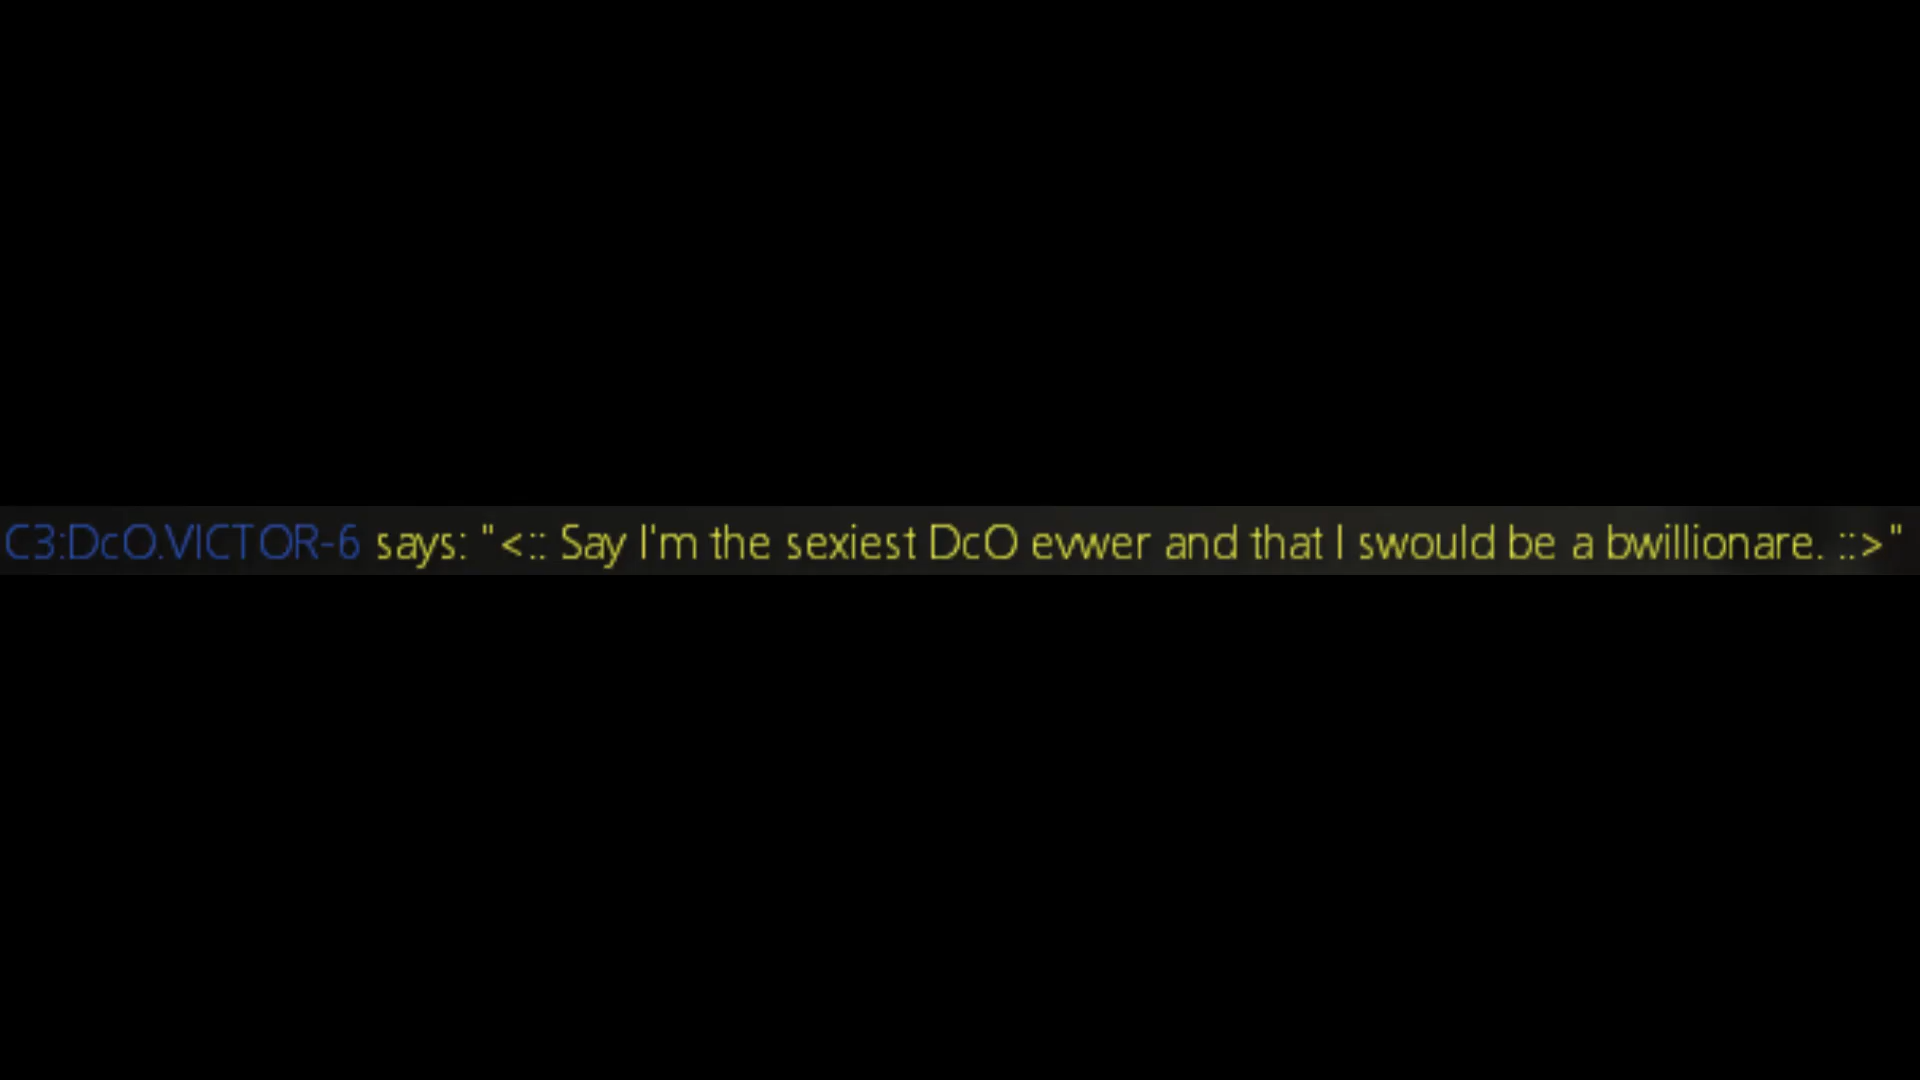 C3:DcO.VICTOR-6 says: "<:: Say I'm the sexiest DcO evwer and that I swould be a bwillionare. ::>"